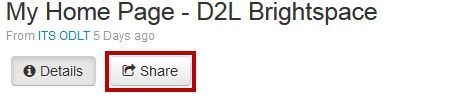 My Home Page - D2L Brightspace
From ITS ODLT 5 Days ago
Details Share